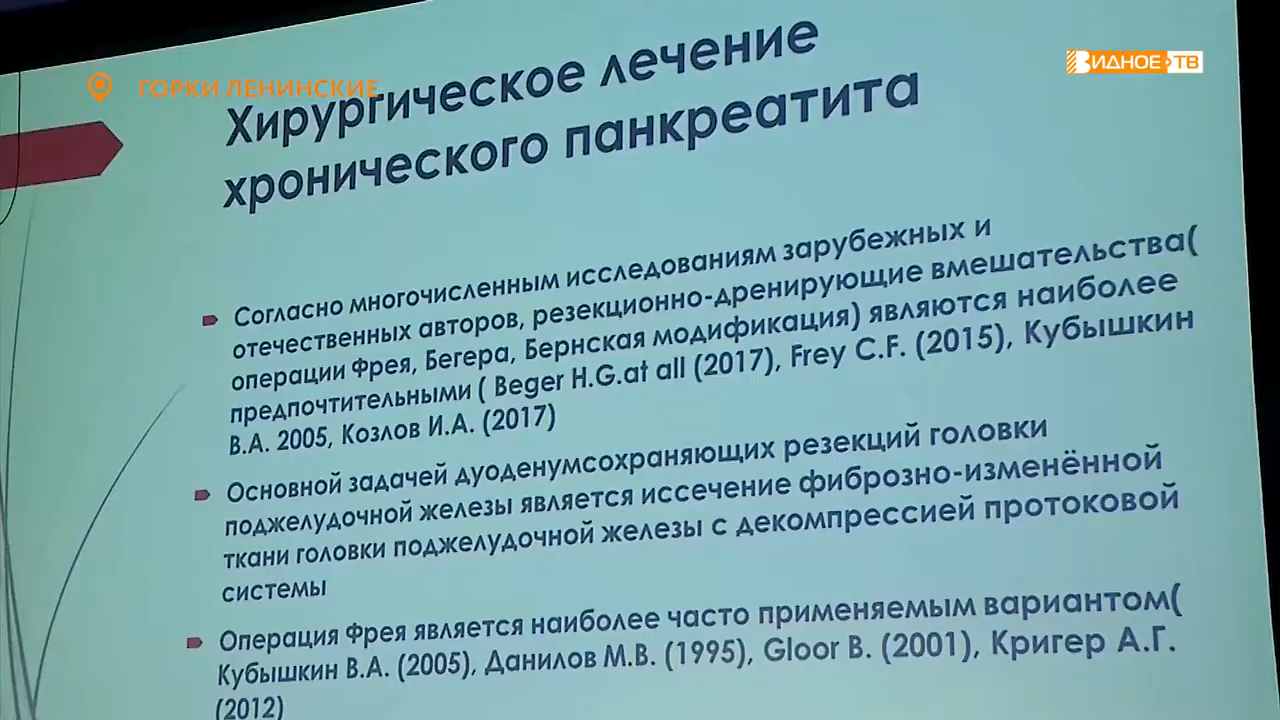 ГОРКИ ЛЕНИНСКИЕ
ВИДНОЕ ТВ
Хирургическое лечение
хронического панкреатита
Согласно многочисленным исследованиям зарубежных и
отечественных авторов, резекционно-дренирующие вмешательства(
операции Фрея, Бегера, Бернская модификация) являются наиболее
предпочтительными ( Beger H.G.at all (2017), Frey C.F. (2015), Кубышкин
В.А. 2005, Козлов И.А. (2017)
Основной задачей дуоденумсохраняющих резекций головки
поджелудочной железы является иссечение фиброзно-изменённой
ткани головки поджелудочной железы с декомпрессией протоковой
системы
Операция Фрея является наиболее часто применяемым вариантом(
Кубышкин В.А. (2005), Данилов М.В. (1995), Gloor B. (2001), Кригер А.Г.
(2012)